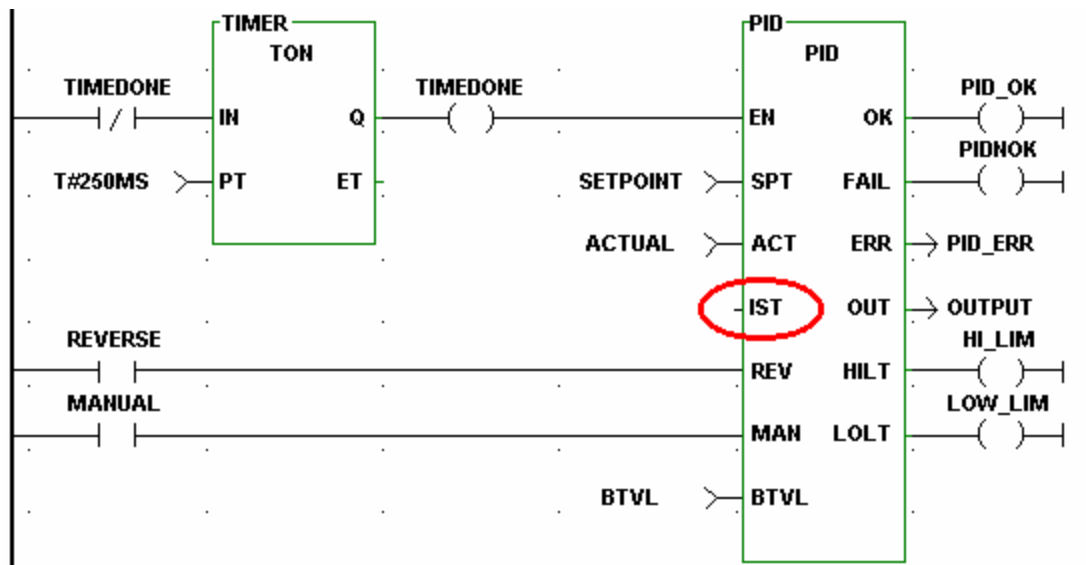 TIMER
PID
TON
PID
TIMEDONE
TIMEDONE
PID_OK
IN
Q
EN
OK
PIDNOK
T#250MS
PT
ET
SETPOINT
SPT
FAIL
ACTUAL
ACT
ERR
PID_ERR
IST
OUT
OUTPUT
REVERSE
HI_LIM
REV
HILT
MANUAL
LOW_LIM
MAN
LOLT
BTVL
BTVL